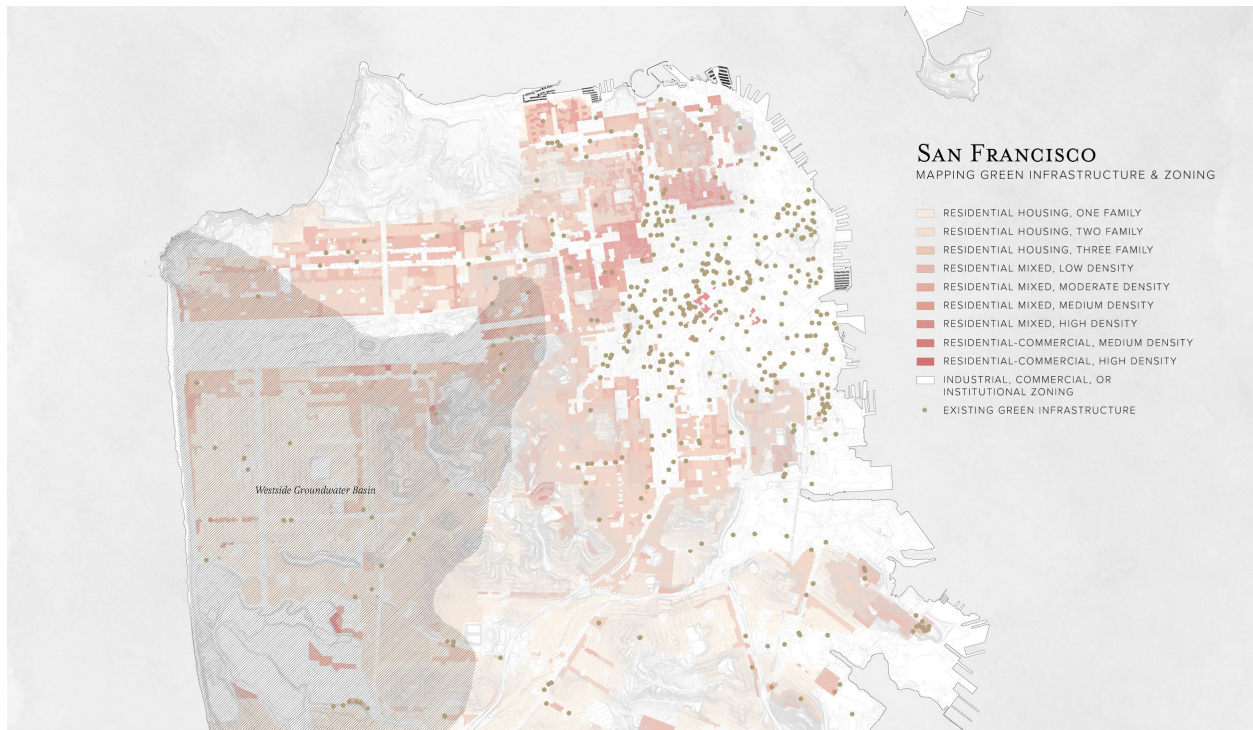 San Francisco
MAPPING GREEN INFRASTRUCTURE & ZONING
RESIDENTIAL HOUSING, ONE FAMILY
RESIDENTIAL HOUSING, TWO FAMILY
RESIDENTIAL HOUSING, THREE FAMILY
RESIDENTIAL MIXED, LOW DENSITY
RESIDENTIAL MIXED, MODERATE DENSITY
RESIDENTIAL MIXED, MEDIUM DENSITY
RESIDENTIAL MIXED, HIGH DENSITY
RESIDENTIAL-COMMERCIAL, MEDIUM DENSITY
RESIDENTIAL-COMMERCIAL, HIGH DENSITY
INDUSTRIAL, COMMERCIAL, OR
INSTITUTIONAL ZONING
EXISTING GREEN INFRASTRUCTURE
Westside Groundwater Basin